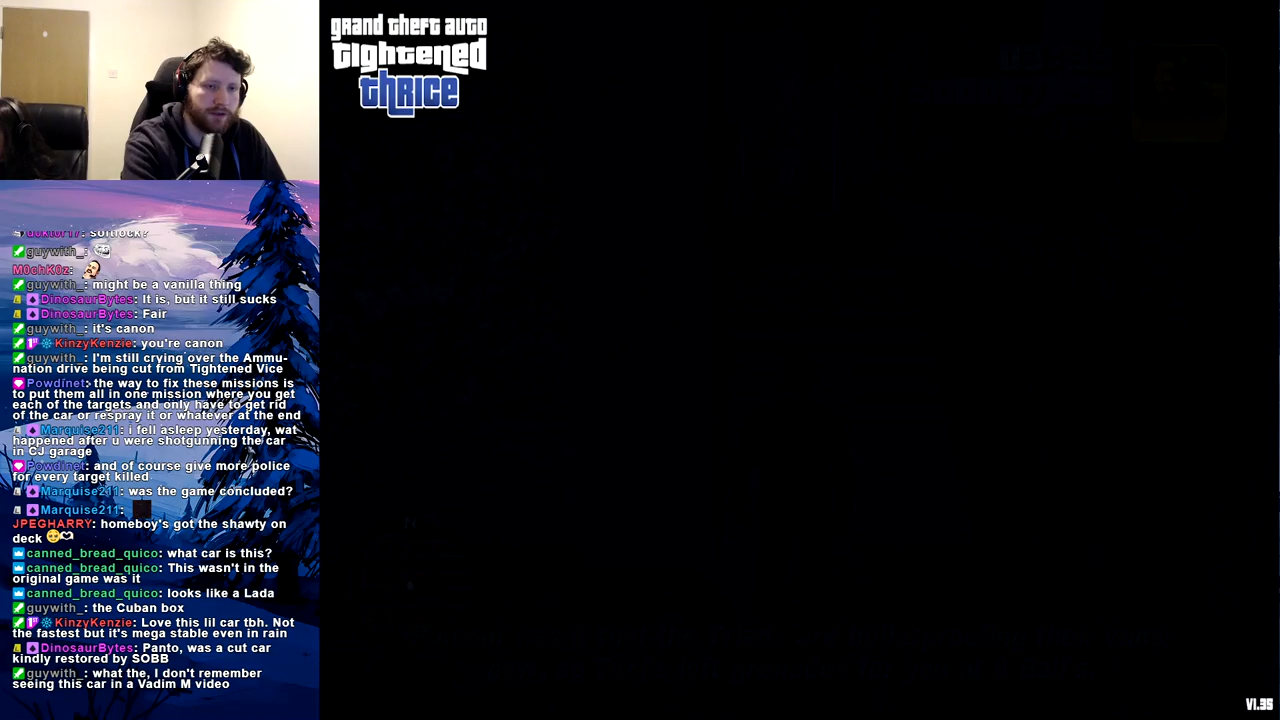 grand theft auto
tightened
thrice
: softlock?
guywith_:
M0chK0z:
guywith_: might be a vanilla thing
DinosaurBytes: It is, but it still sucks
DinosaurBytes: Fair
guywith_: it's canon
KinzyKenzie: you're canon
guywith_: I'm still crying over the Ammu-
nation drive being cut from Tightened Vice
Powdinet: the way to fix these missions is
to put them all in one mission where you get
each of the targets and only have to get rid
of the car or respray it or whatever at the end
Marquise211: i fell asleep yesterday, wat
happened after u were shotgunning the car
in CJ garage
Powdinet: and of course give more police
for every target killed
Marquise211: was the game concluded?
Marquise211:
JPEGHARRY: homeboy's got the shawty on
deck
canned_bread_quico: what car is this?
canned_bread_quico: This wasn't in the
original game was it
canned_bread_quico: looks like a Lada
guywith_: the Cuban box
KinzyKenzie: Love this lil car tbh. Not
the fastest but it's mega stable even in rain
DinosaurBytes: Panto, was a cut car
kindly restored by SOBB
guywith_: what the, I don't remember
seeing this car in a Vadim M video
V1.35